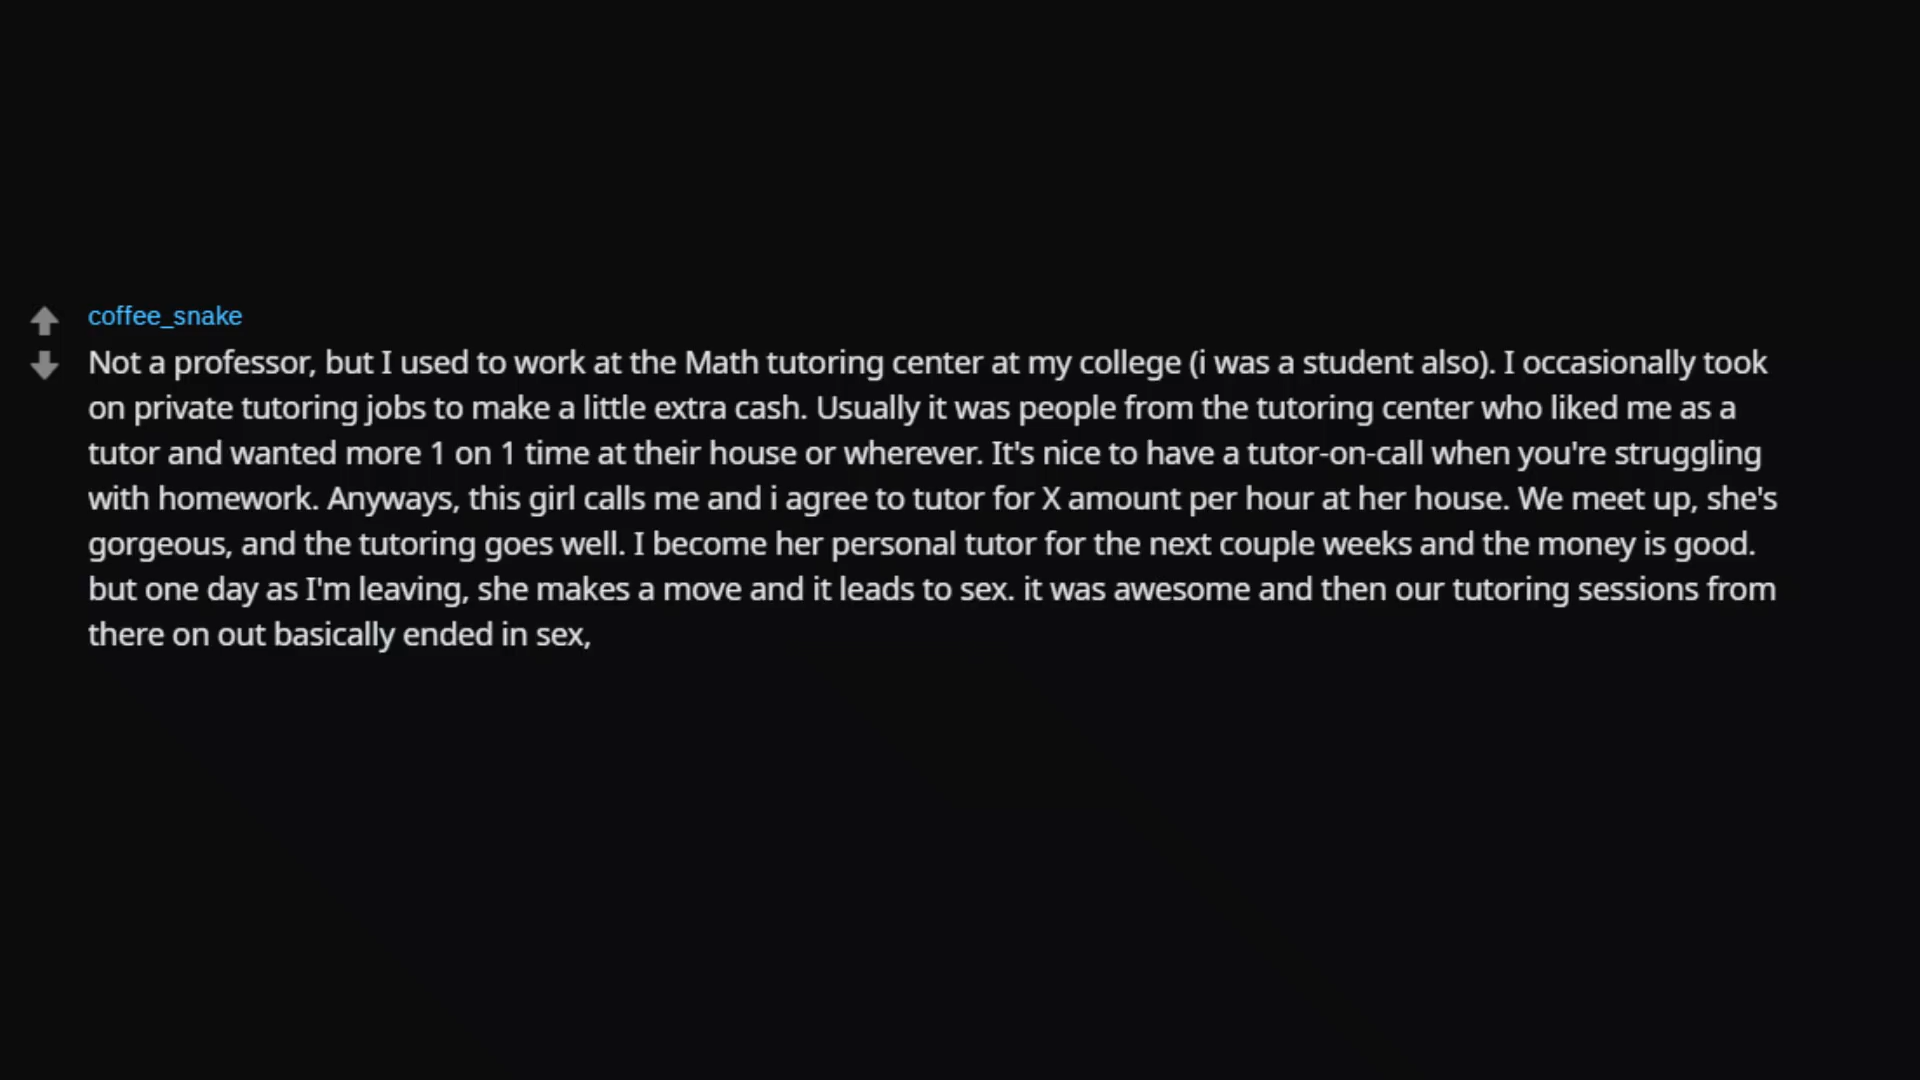 coffee_snake
Not a professor, but I used to work at the Math tutoring center at my college (i was a student also). I occasionally took
on private tutoring jobs to make a little extra cash. Usually it was people from the tutoring center who liked me as a
tutor and wanted more 1 on 1 time at their house or wherever. It's nice to have a tutor-on-call when you're struggling
with homework. Anyways, this girl calls me and i agree to tutor for X amount per hour at her house. We meet up, she's
gorgeous, and the tutoring goes well. I become her personal tutor for the next couple weeks and the money is good.
but one day as I'm leaving, she makes a move and it leads to sex. it was awesome and then our tutoring sessions from
there on out basically ended in sex,